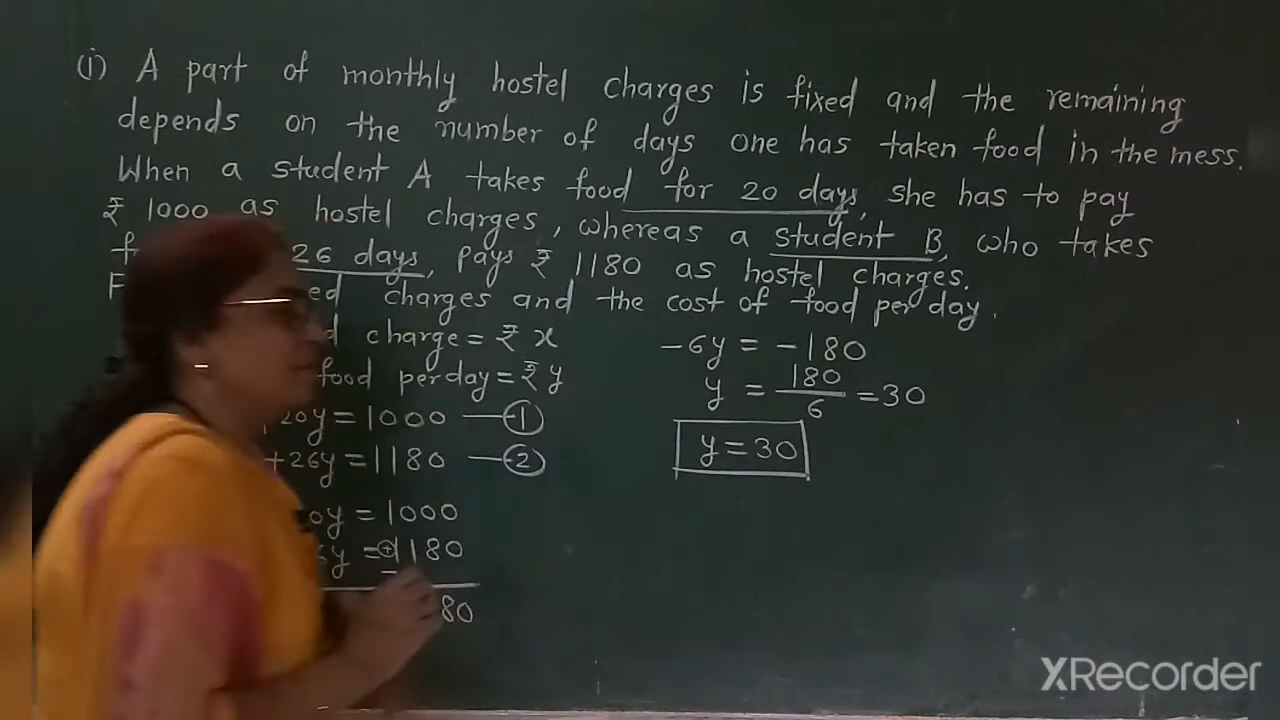 (i) A part of monthly hostel charges is fixed and the remaining
depends on the number of days one has taken food in the mess.
When a student A takes food for 20 days, she has to pay
₹ 1000 as hostel charges, whereas a student B, who takes
26 days, pays ₹ 1180 as hostel charges.
charges and the cost of food per day.
charge = ₹ x
food per day = ₹ y
20y = 1000 — 1
+26y = 1180 — 2
0y = 1000
6y = + 1180
80
-6y = -180
y = 180/6 = 30
y = 30
XRecorder